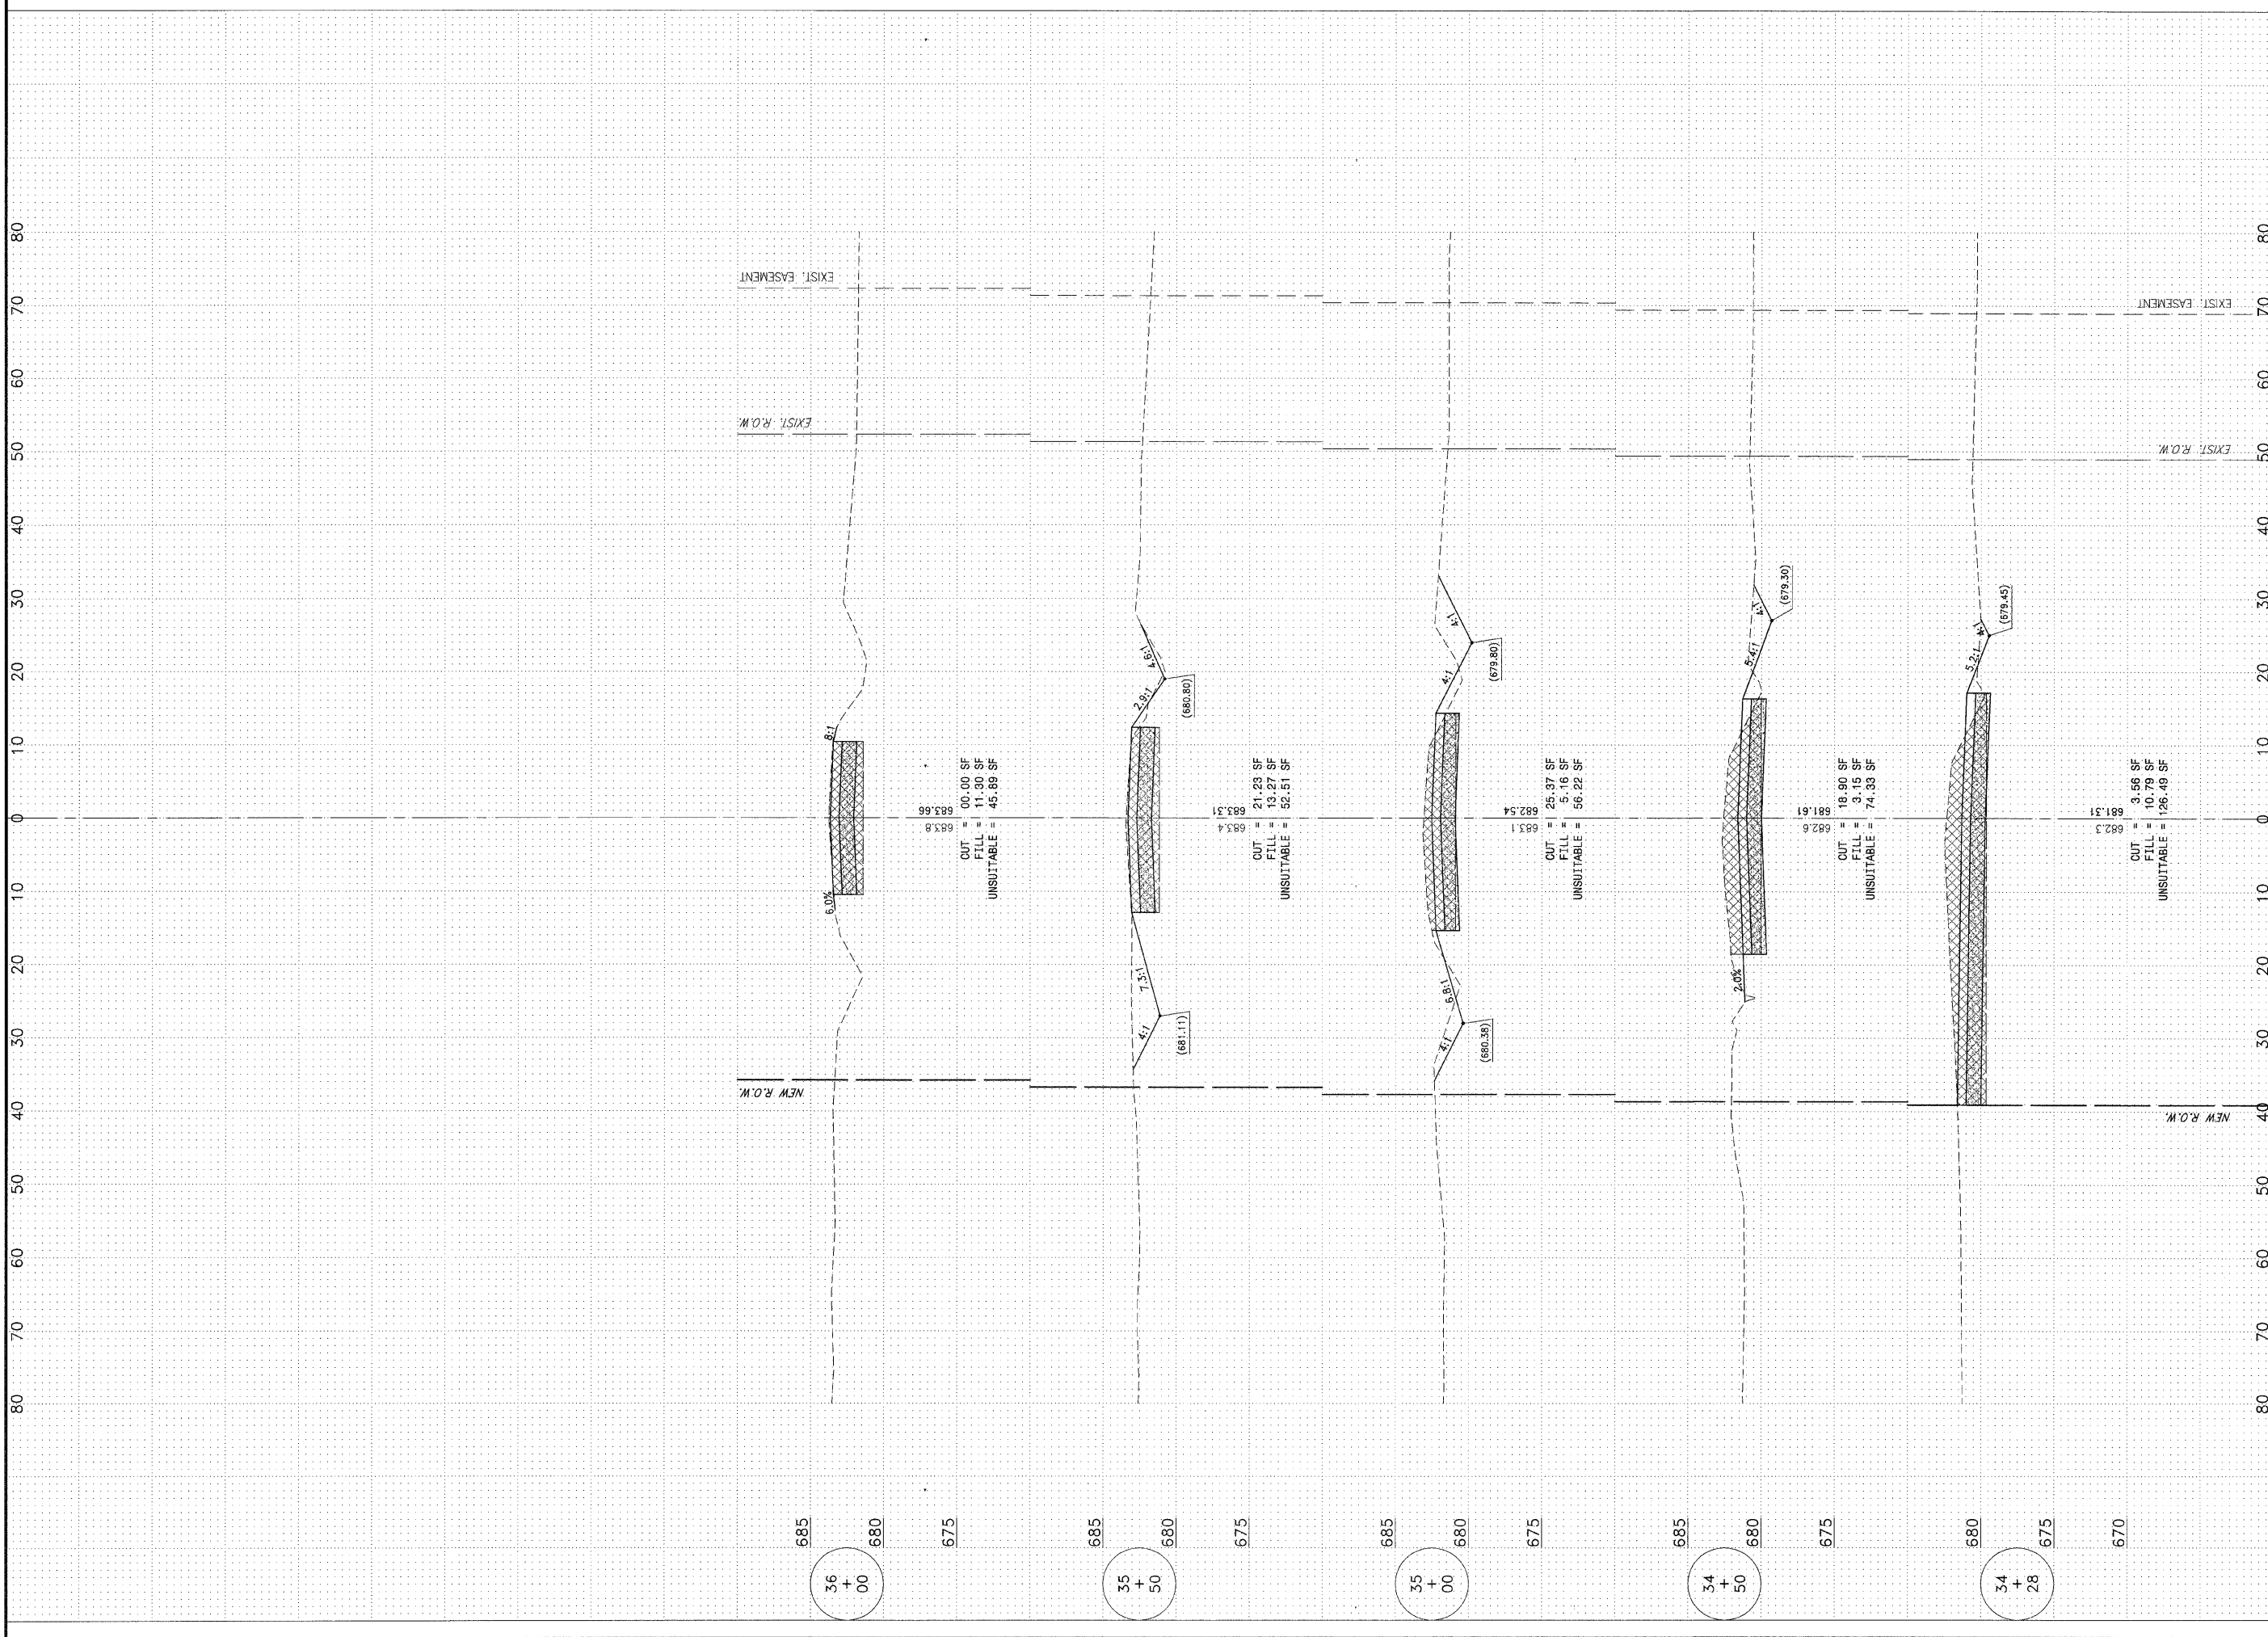 80 70 60 50 40 30 20 10 0 10 20 30 40 50 60 70 80
EXIST. EASEMENT
EXIST. R.O.W.
NEW R.O.W.
8:1
6.0%
683.66
683.8
CUT = 00.00 SF
FILL = 11.30 SF
UNSUITABLE = 45.89 SF
685
680
675
36
+
00
4.6:1
2.9:1
(680.80)
7.3:1
4:1
(681.11)
683.31
683.4
CUT = 21.23 SF
FILL = 13.27 SF
UNSUITABLE = 52.51 SF
685
680
675
35
+
50
4:1
4:1
(679.80)
6.8:1
4:1
(680.38)
682.54
683.1
CUT = 25.37 SF
FILL = 5.16 SF
UNSUITABLE = 56.22 SF
685
680
675
35
+
00
4:1
5.4:1
(679.30)
2.0%
681.61
682.6
CUT = 18.90 SF
FILL = 3.15 SF
UNSUITABLE = 74.33 SF
685
680
675
34
+
50
4:1
5.2:1
(679.45)
681.31
682.3
CUT = 3.56 SF
FILL = 10.79 SF
UNSUITABLE = 126.49 SF
680
675
670
34
+
28
EXIST. EASEMENT
EXIST. R.O.W.
NEW R.O.W.
80 70 60 50 40 30 20 10 0 10 20 30 40 50 60 70 80